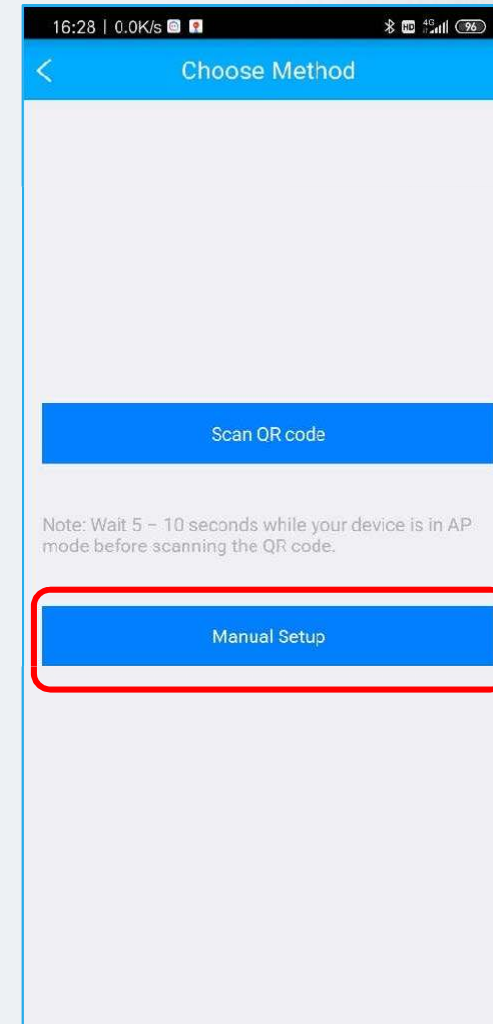 16:28 | 0.0K/s HD 4G 96
Choose Method
Scan QR code
Note: Wait 5 – 10 seconds while your device is in AP
mode before scanning the QR code.
Manual Setup